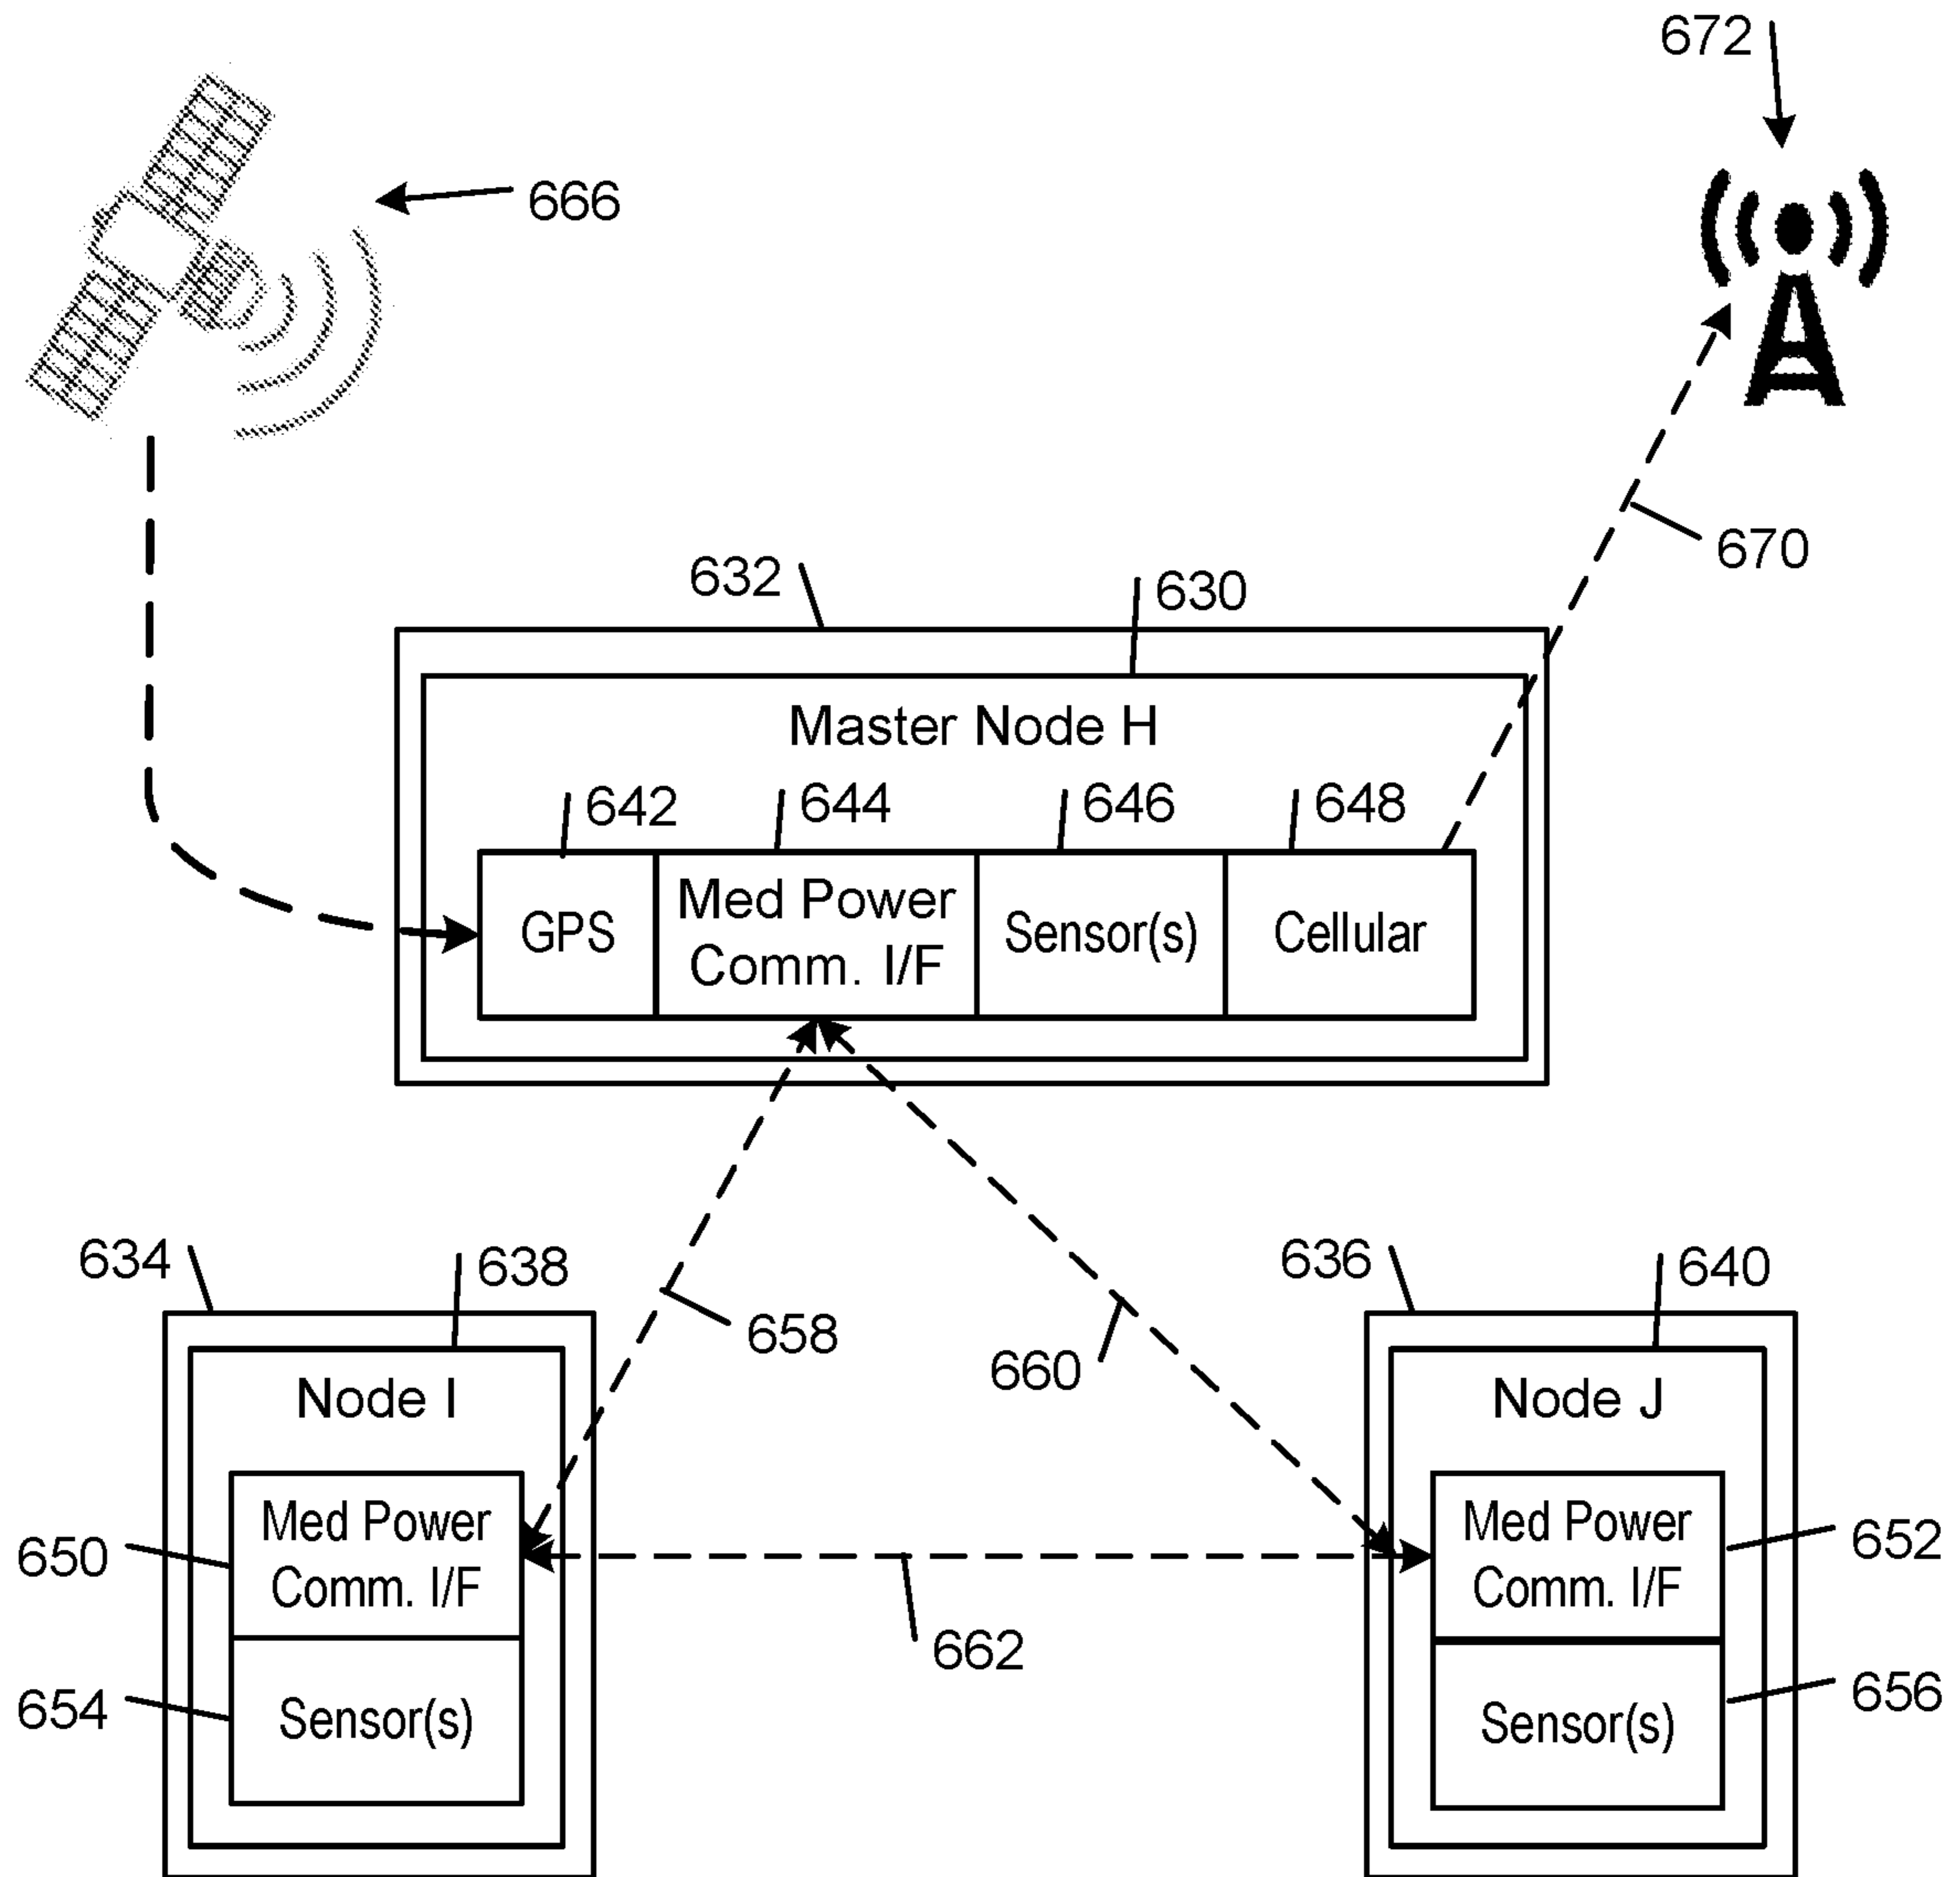 672
666
670
632
630
Master Node H
642
644
646
648
GPS
Med Power
Comm. I/F
Sensor(s)
Cellular
634
638
658
660
636
640
Node I
Node J
650
Med Power
Comm. I/F
Med Power
Comm. I/F
652
662
654
Sensor(s)
Sensor(s)
656